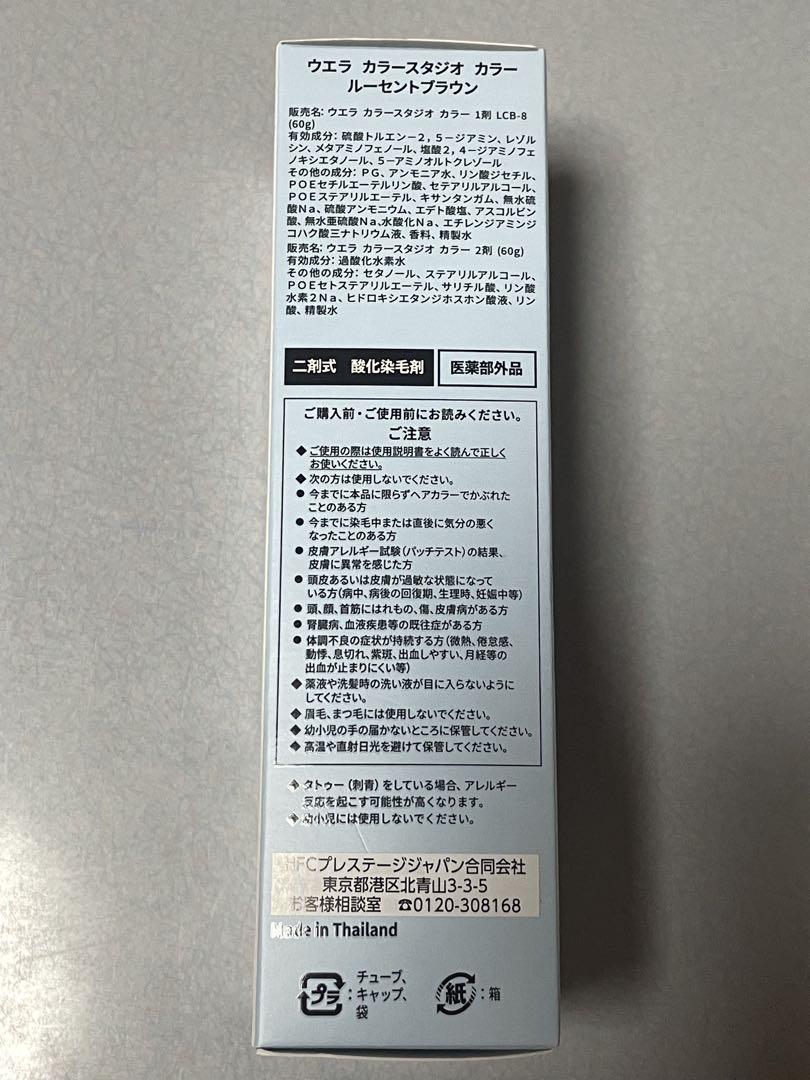 ウエラ カラースタジオ カラー
ルーセントブラウン
販売名: ウエラ カラースタジオ カラー 1剤 LCB-8
(60g)
有効成分: 硫酸トルエン－2, 5－ジアミン、レゾル
シン、メタアミノフェノール、塩酸2, 4－ジアミノフェ
ノキシエタノール、5－アミノオルトクレゾール
その他の成分: PG、アンモニア水、リン酸ジセチル、
POEセチルエーテルリン酸、セテアリルアルコール、
POEステアリルエーテル、キサンタンガム、無水硫
酸Na、硫酸アンモニウム、エデト酸塩、アスコルビン
酸、無水亜硫酸Na、水酸化Na、エチレンジアミンジ
コハク酸三ナトリウム液、香料、精製水
販売名: ウエラ カラースタジオ カラー 2剤 (60g)
有効成分: 過酸化水素水
その他の成分: セタノール、ステアリルアルコール、
POEセトステアリルエーテル、サリチル酸、リン酸
水素2Na、ヒドロキシエタンジホスホン酸液、リン
酸、精製水
二剤式 酸化染毛剤
医薬部外品
ご購入前・ご使用前にお読みください。
ご注意
◆ ご使用の際は使用説明書をよく読んで正しく
お使いください。
◆ 次の方は使用しないでください。
● 今までに本品に限らずヘアカラーでかぶれた
ことのある方
● 今までに染毛中または直後に気分の悪く
なったことのある方
● 皮膚アレルギー試験（パッチテスト）の結果、
皮膚に異常を感じた方
● 頭皮あるいは皮膚が過敏な状態になって
いる方（病中、病後の回復期、生理時、妊娠中等）
● 頭、顔、首筋にはれもの、傷、皮膚病がある方
● 腎臓病、血液疾患等の既往症がある方
● 体調不良の症状が持続する方（微熱、倦怠感、
動悸、息切れ、紫斑、出血しやすい、月経等の
出血が止まりにくい等）
◆ 薬液や洗髪時の洗い液が目に入らないように
してください。
◆ 眉毛、まつ毛には使用しないでください。
◆ 幼小児の手の届かないところに保管してください。
◆ 高温や直射日光を避けて保管してください。
◆ タトゥー（刺青）をしている場合、アレルギー
反応を起こす可能性が高くなります。
◆ 幼小児には使用しないでください。
HFCプレステージジャパン合同会社
東京都港区北青山3-3-5
お客様相談室 ☎0120-308168
Made in Thailand
プラ : チューブ、
キャップ、
袋
紙 : 箱